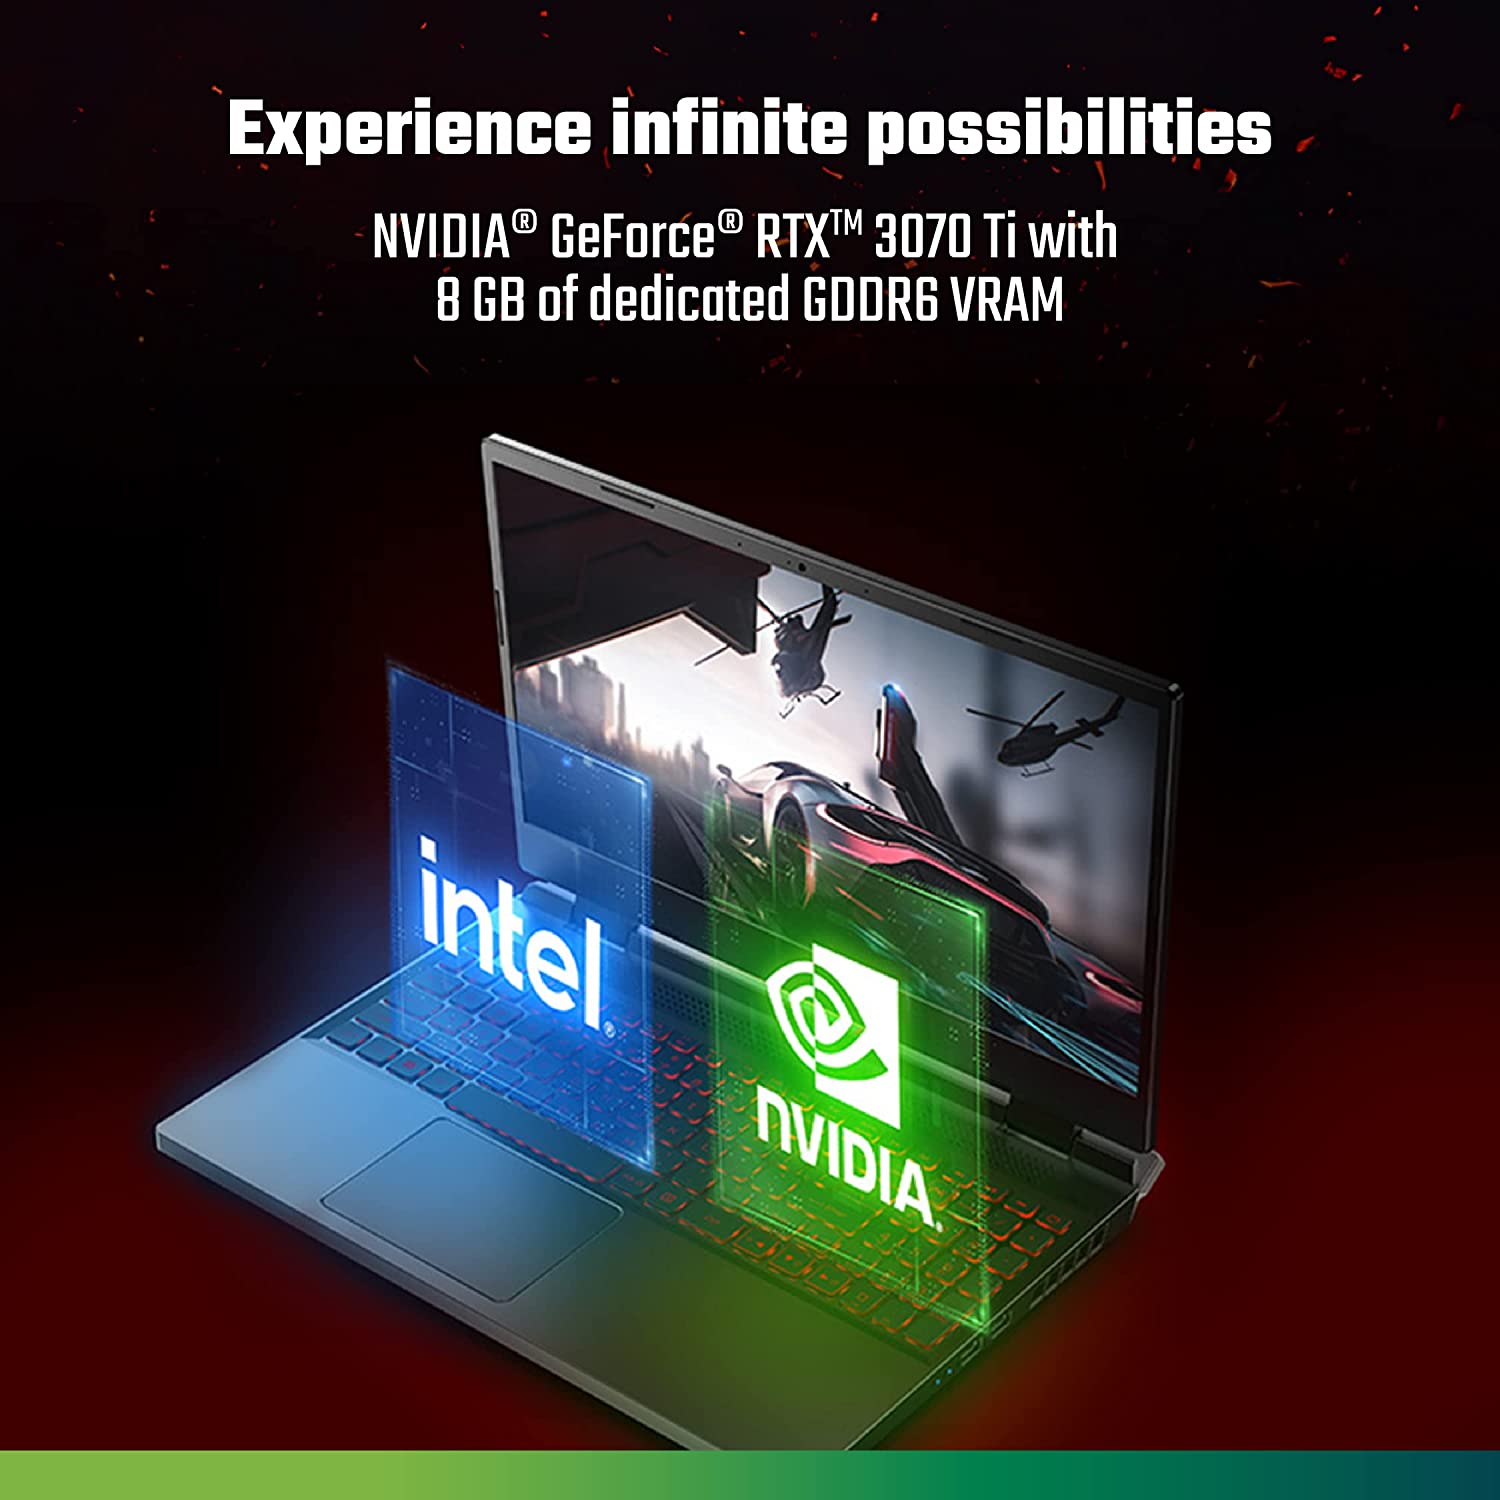 Experience infinite possibilities
NVIDIA® GeForce® RTX™ 3070 Ti with
8 GB of dedicated GDDR6 VRAM
intel®
NVIDIA.